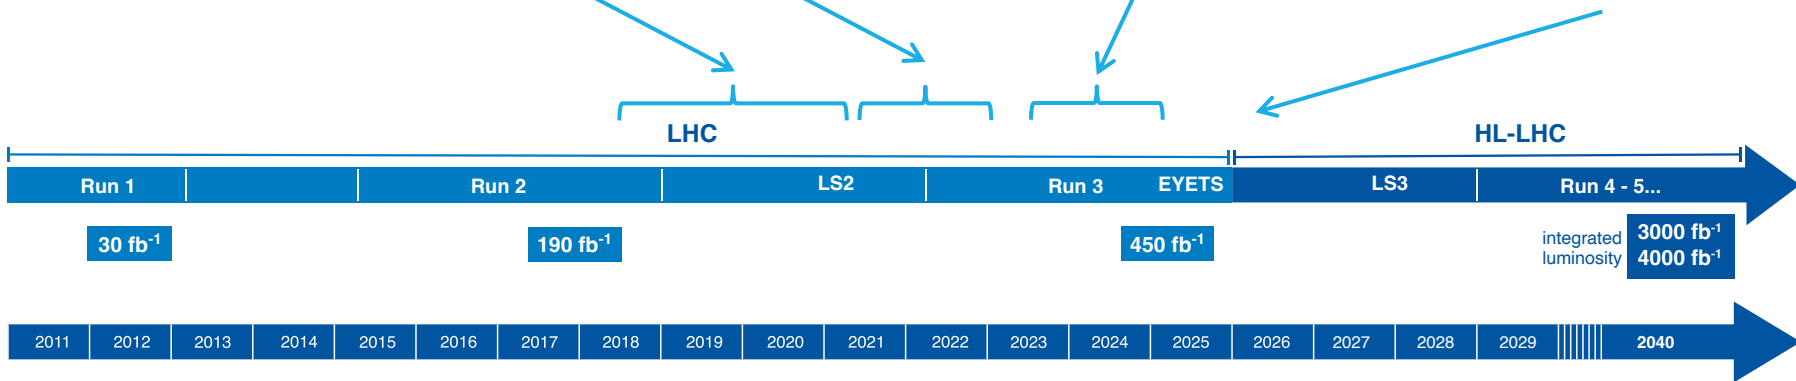 LHC HL-LHC
Run 1 Run 2 LS2 Run 3 EYETS LS3 Run 4 - 5...
30 fb⁻¹ 190 fb⁻¹ 450 fb⁻¹ integrated luminosity 3000 fb⁻¹ 4000 fb⁻¹
2011 2012 2013 2014 2015 2016 2017 2018 2019 2020 2021 2022 2023 2024 2025 2026 2027 2028 2029 2040